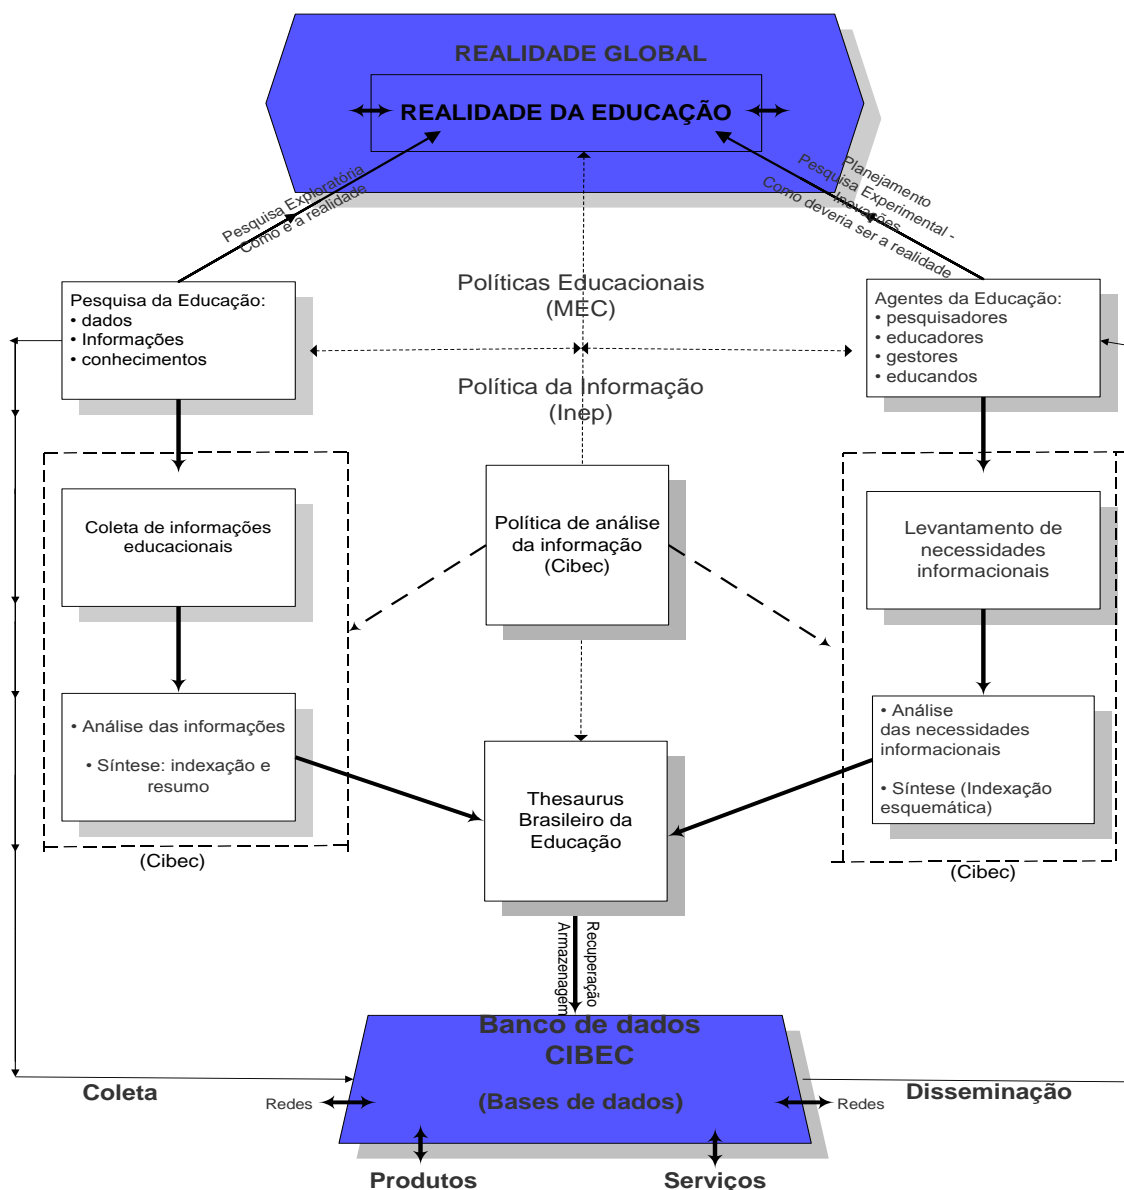 REALIDADE GLOBAL
REALIDADE DA EDUCAÇÃO
Pesquisa Exploratória
Como é a realidade
Planejamento
Pesquisa Experimental -
Inovações
Como deveria ser a realidade
Pesquisa da Educação:
• dados
• Informações
• conhecimentos
Políticas Educacionais
(MEC)
Política da Informação
(Inep)
Agentes da Educação:
• pesquisadores
• educadores
• gestores
• educandos
Coleta de informações
educacionais
Política de análise
da informação
(Cibec)
Levantamento de
necessidades
informacionais
• Análise das informações
• Síntese: indexação e
resumo
(Cibec)
Thesaurus
Brasileiro da
Educação
• Análise
das necessidades
informacionais
• Síntese (Indexação
esquemática)
(Cibec)
Armazenagem
Recuperação
Banco de dados
CIBEC
(Bases de dados)
Coleta
Redes
Redes
Disseminação
Produtos
Serviços